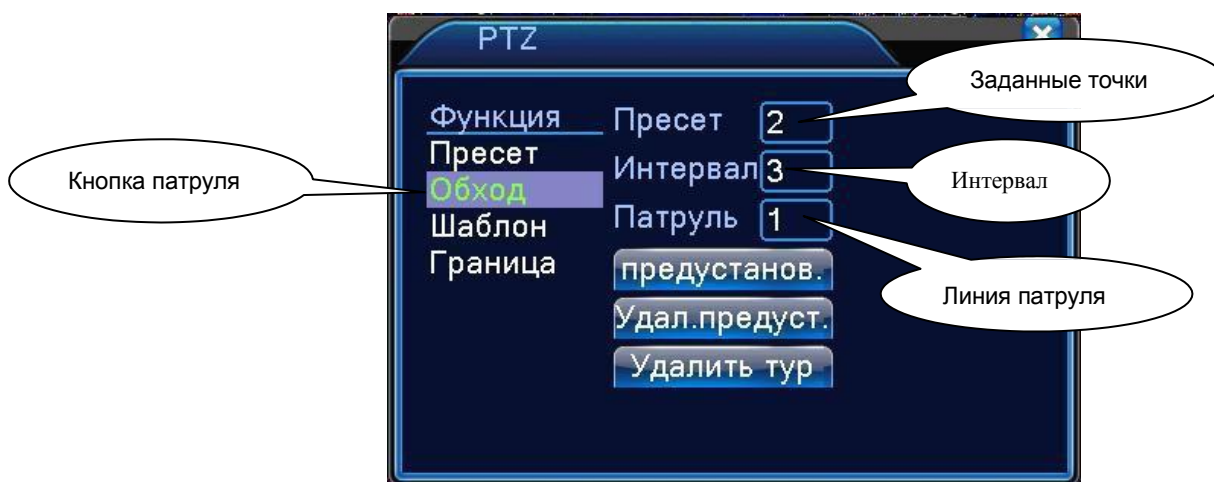 PTZ
Заданные точки
Функция
Пресет 2
Пресет
Интервал 3
Интервал
Кнопка патруля
Обход
Патруль 1
Шаблон
Граница
предустанов.
Линия патруля
Удал.предуст.
Удалить тур